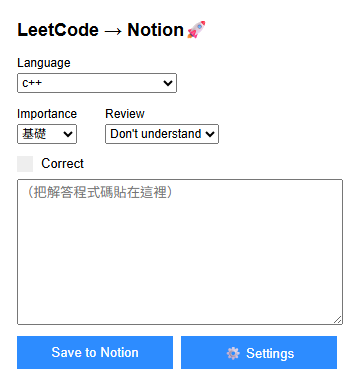 LeetCode → Notion🚀
Language
c++
Importance Review
基礎 Don't understand
Correct
（把解答程式碼貼在這裡）
Save to Notion ⚙️ Settings